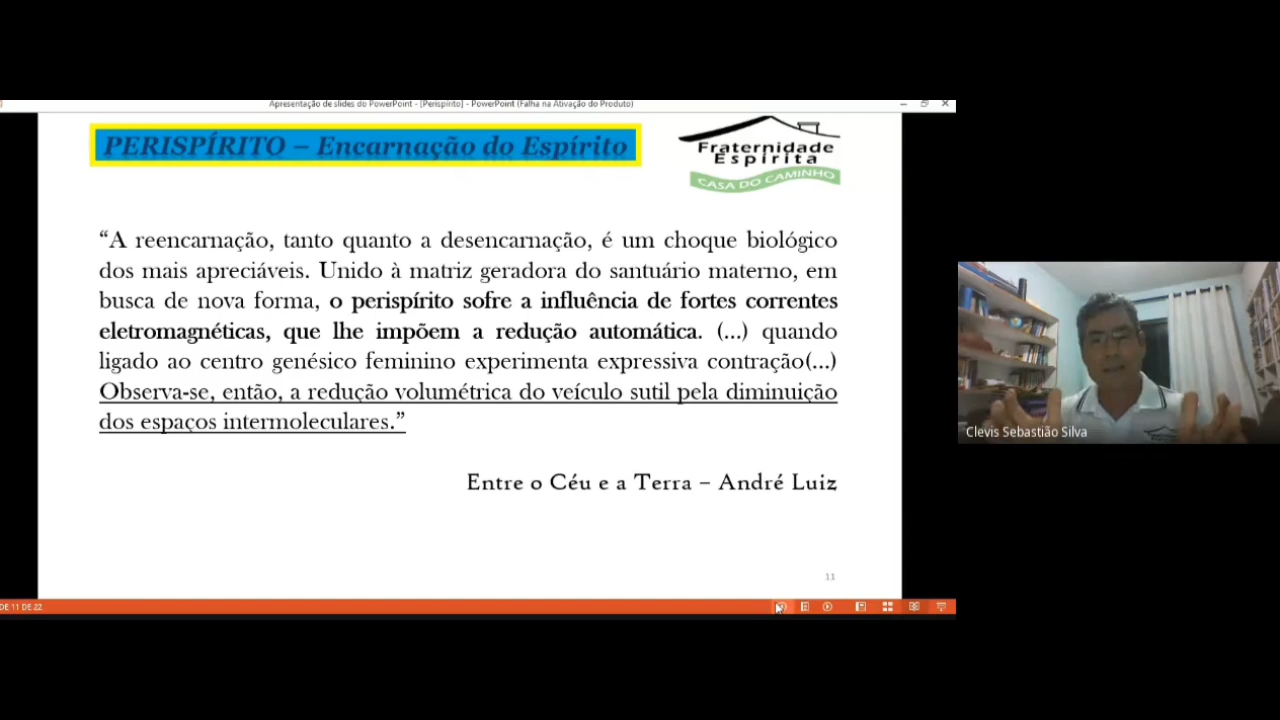 Apresentação de slides do PowerPoint - [Perispírito] - PowerPoint (Falha na Ativação do Produto)
PERISPÍRITO – Encarnação do Espírito
Fraternidade
Espírita
CASA DO CAMINHO
“A reencarnação, tanto quanto a desencarnação, é um choque biológico
dos mais apreciáveis. Unido à matriz geradora do santuário materno, em
busca de nova forma, o perispírito sofre a influência de fortes correntes
eletromagnéticas, que lhe impõem a redução automática. (...) quando
ligado ao centro genésico feminino experimenta expressiva contração(...)
Observa-se, então, a redução volumétrica do veículo sutil pela diminuição
dos espaços intermoleculares.”
Entre o Céu e a Terra – André Luiz
11
DE 11 DE 22
Clevis Sebastião Silva